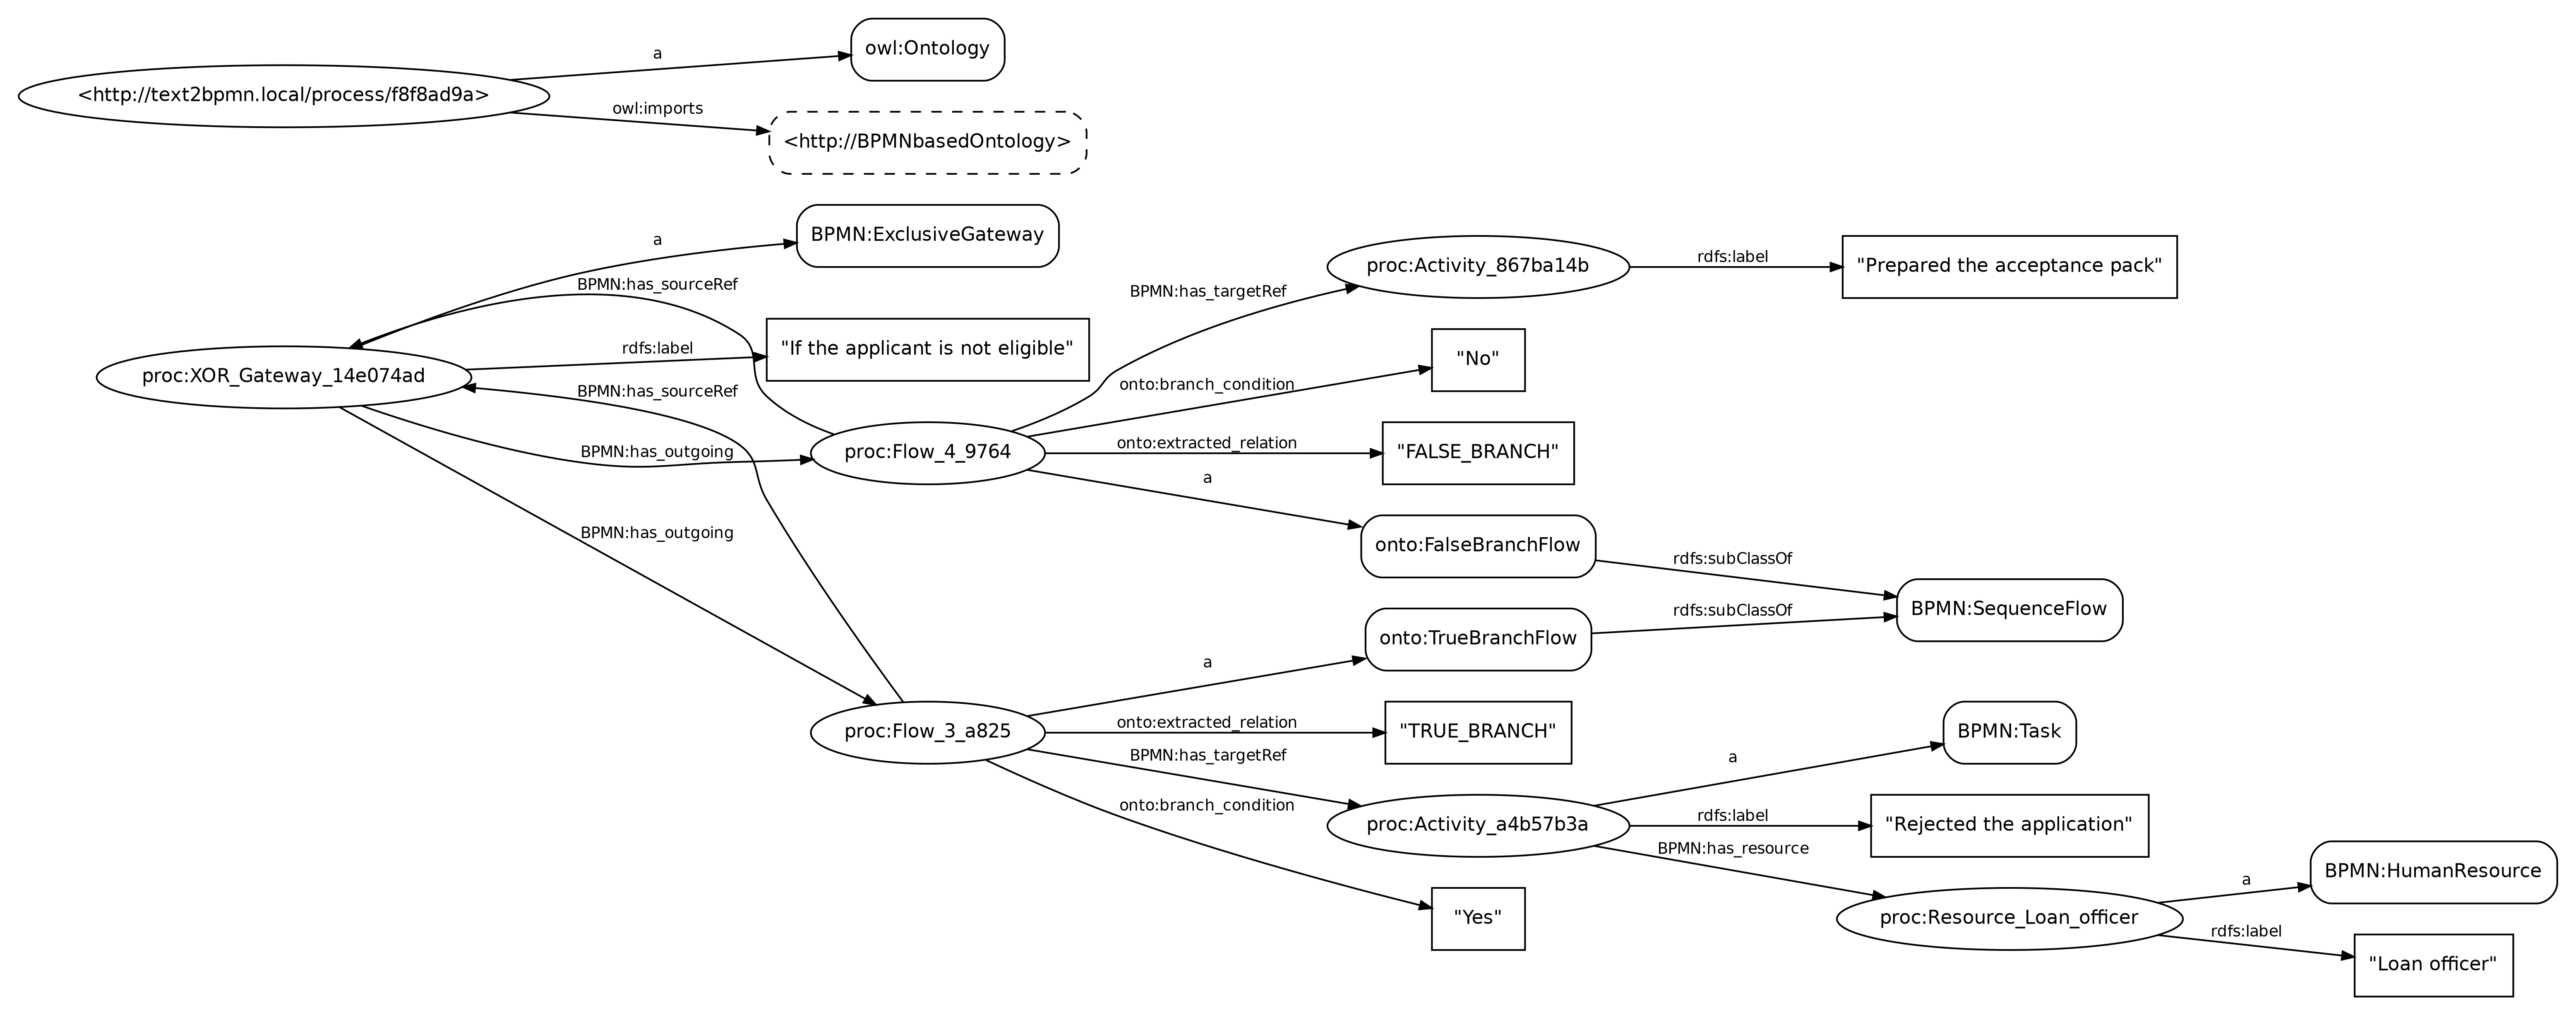 owl:Ontology
a
<http://text2bpmn.local/process/f8f8ad9a>
owl:imports
<http://BPMNbasedOntology>
BPMN:ExclusiveGateway
a
BPMN:has_sourceRef
proc:Activity_867ba14b
rdfs:label
"Prepared the acceptance pack"
BPMN:has_targetRef
rdfs:label
"If the applicant is not eligible"
"No"
onto:branch_condition
proc:XOR_Gateway_14e074ad
BPMN:has_sourceRef
BPMN:has_outgoing
proc:Flow_4_9764
onto:extracted_relation
"FALSE_BRANCH"
a
BPMN:has_outgoing
onto:FalseBranchFlow
rdfs:subClassOf
BPMN:SequenceFlow
rdfs:subClassOf
onto:TrueBranchFlow
a
proc:Flow_3_a825
onto:extracted_relation
"TRUE_BRANCH"
BPMN:Task
a
BPMN:has_targetRef
onto:branch_condition
proc:Activity_a4b57b3a
rdfs:label
"Rejected the application"
BPMN:has_resource
BPMN:HumanResource
a
"Yes"
proc:Resource_Loan_officer
rdfs:label
"Loan officer"